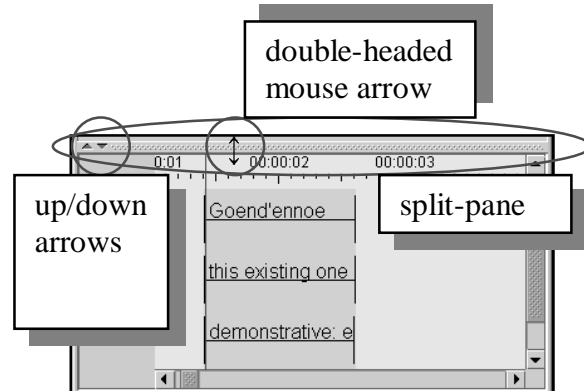 double-headed
mouse arrow
0:01
00:00:02
00:00:03
up/down
arrows
split-pane
Goend'ennoe
this existing one
demonstrative: e